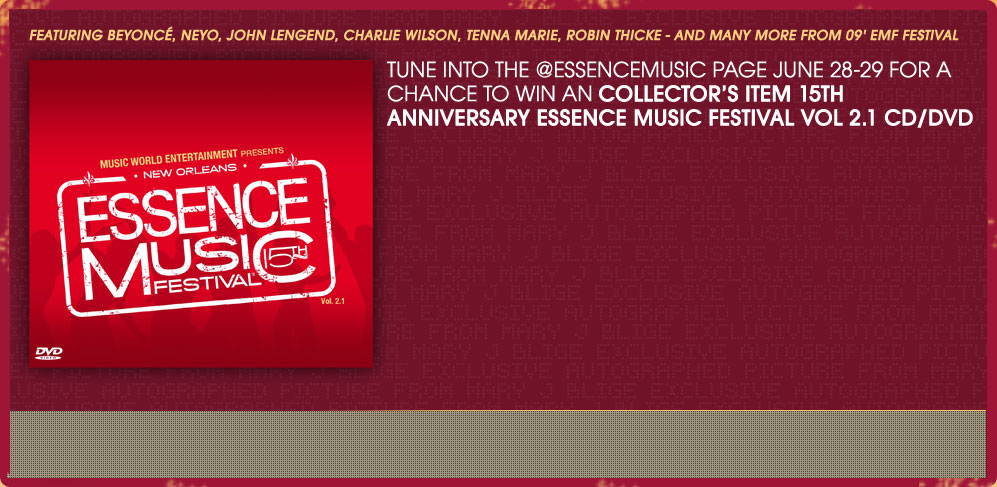 FEATURING BEYONCÉ, NEYO, JOHN LENGEND, CHARLIE WILSON, TENNA MARIE, ROBIN THICKE - AND MANY MORE FROM 09' EMF FESTIVAL
TUNE INTO THE @ESSENCEMUSIC PAGE JUNE 28-29 FOR A
CHANCE TO WIN AN COLLECTOR'S ITEM 15TH
ANNIVERSARY ESSENCE MUSIC FESTIVAL VOL 2.1 CD/DVD
MUSIC WORLD ENTERTAINMENT PRESENTS
• NEW ORLEANS •
ESSENCE
MUSIC 15TH
FESTIVAL
Vol. 2.1
DVD
VIDEO